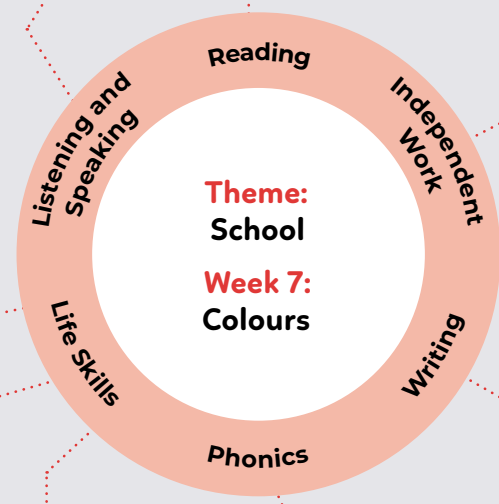 Reading
Independent
Work
Writing
Phonics
Life Skills
Listening and
Speaking
Theme:
School
Week 7:
Colours